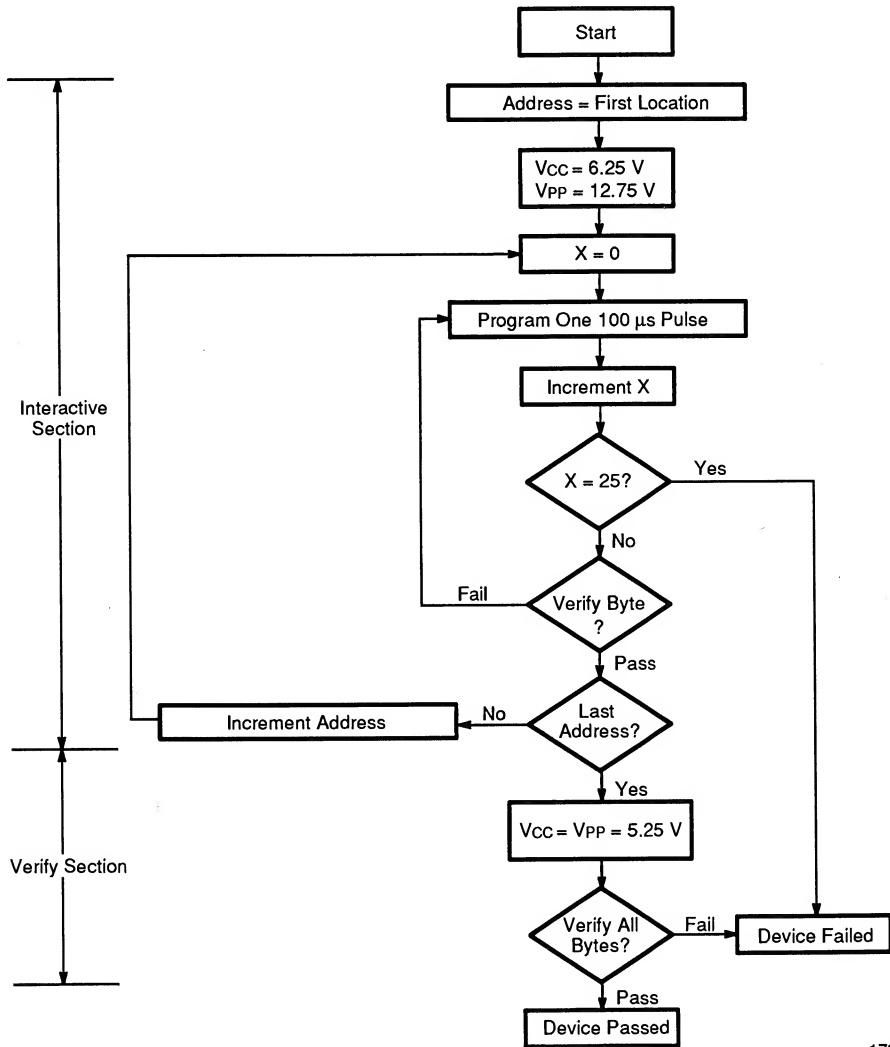 Start
Address = First Location
VCC = 6.25 V
VPP = 12.75 V
X = 0
Program One 100 μs Pulse
Increment X
Interactive
Section
X = 25?
Yes
No
Verify Byte
?
Fail
Pass
Last
Address?
No
Increment Address
Yes
VCC = VPP = 5.25 V
Verify Section
Verify All
Bytes?
Fail
Device Failed
Pass
Device Passed